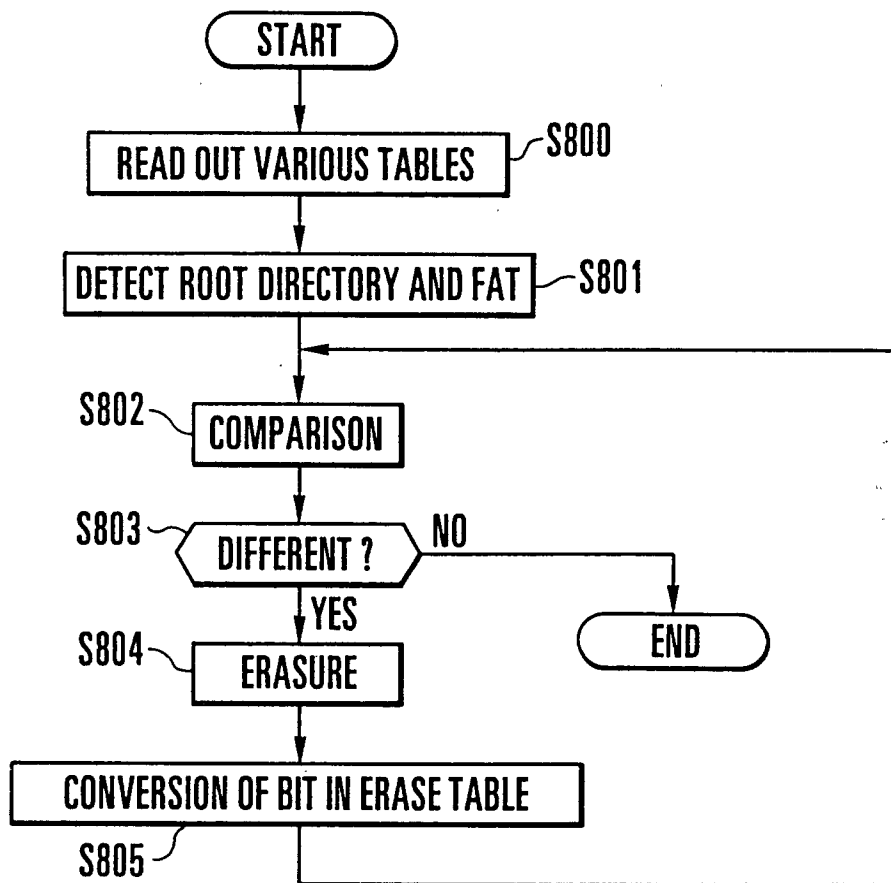 START
READ OUT VARIOUS TABLES
S800
DETECT ROOT DIRECTORY AND FAT
S801
S802
COMPARISON
S803
DIFFERENT ?
NO
YES
END
S804
ERASURE
CONVERSION OF BIT IN ERASE TABLE
S805